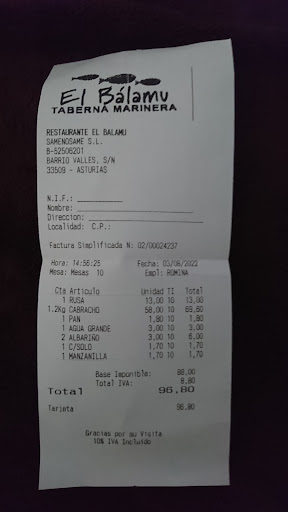 El Bálamu
TABERNA MARINERA
RESTAURANTE EL BALAMU
SAMENOSAME S.L.
B-52506201
BARRIO VALLES, S/N
33509 - ASTURIAS
N.I.F.:
Nombre:
Direccion:
Localidad: C.P.:
Factura Simplificada N: 02/00024237
Hora: 14:56:25 Fecha: 03/06/2022
Mesa: Mesas 10 Empl: ROMINA
Cta Articulo Unidad TI Total
1 RUSA 13,00 10 13,00
1.2Kg CABRACHO 58,00 10 69,60
1 PAN 1,80 10 1,80
1 AGUA GRANDE 3,00 10 3,00
2 ALBARIÑO 3,00 10 6,00
1 C/SOLO 1,70 10 1,70
1 MANZANILLA 1,70 10 1,70
Base Imponible: 88,00
Total IVA: 8,80
Total 96,80
Tarjeta 96,80
Gracias por su Visita
10% IVA Incluido